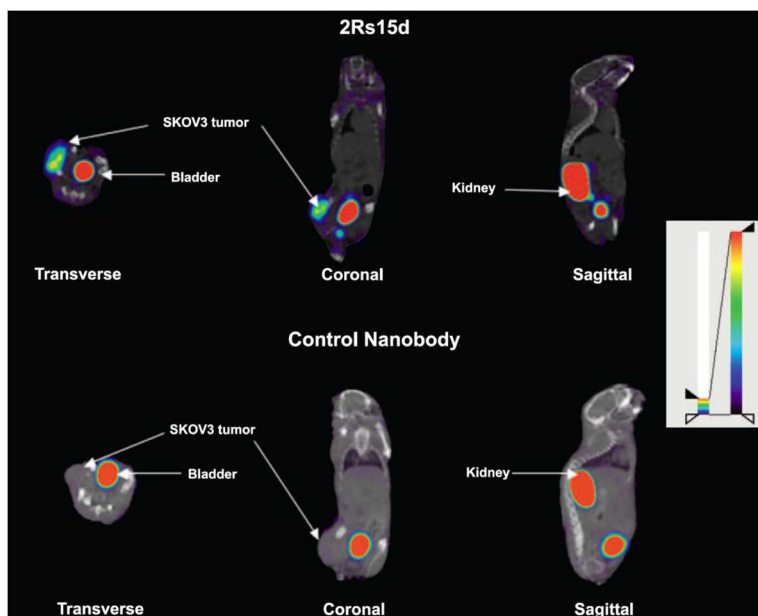 2Rs15d
SKOV3 tumor
Bladder
Kidney
Transverse
Coronal
Sagittal
Control Nanobody
SKOV3 tumor
Bladder
Kidney
Transverse
Coronal
Sagittal